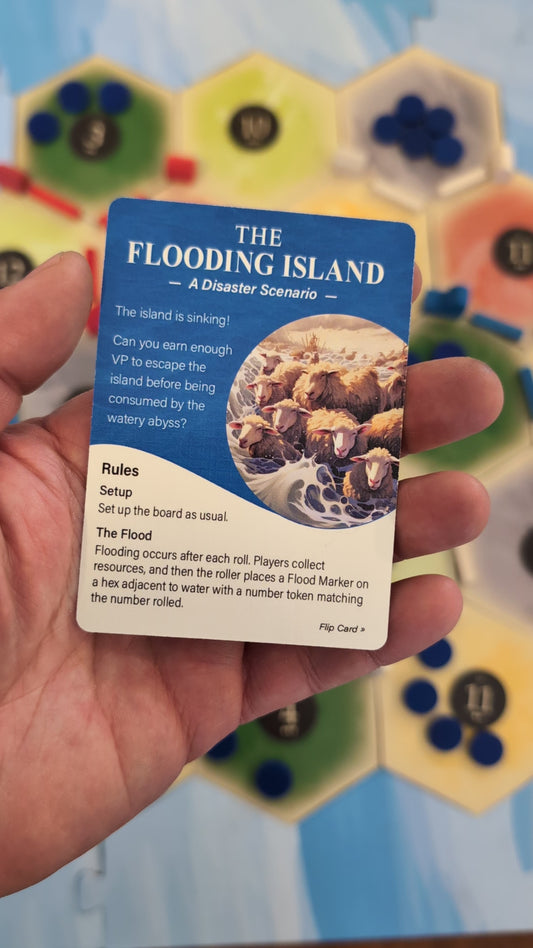 THE
FLOODING ISLAND
— A Disaster Scenario —
The island is sinking!
Can you earn enough
VP to escape the
island before being
consumed by the
watery abyss?
Rules
Setup
Set up the board as usual.
The Flood
Flooding occurs after each roll. Players collect
resources, and then the roller places a Flood Marker on
a hex adjacent to water with a number token matching
the number rolled.
Flip Card »
10
11